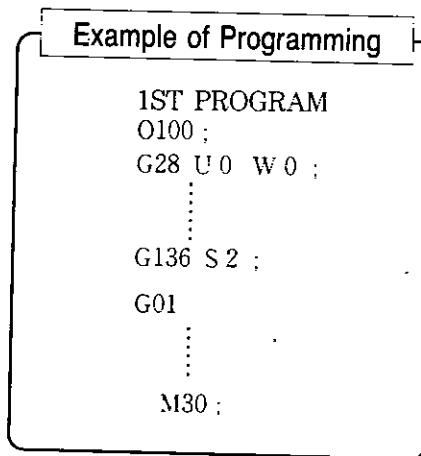 Example of Programming
1ST PROGRAM
O100 ;
G28 U 0 W 0 ;
G136 S 2 ;
G01
M30 ;